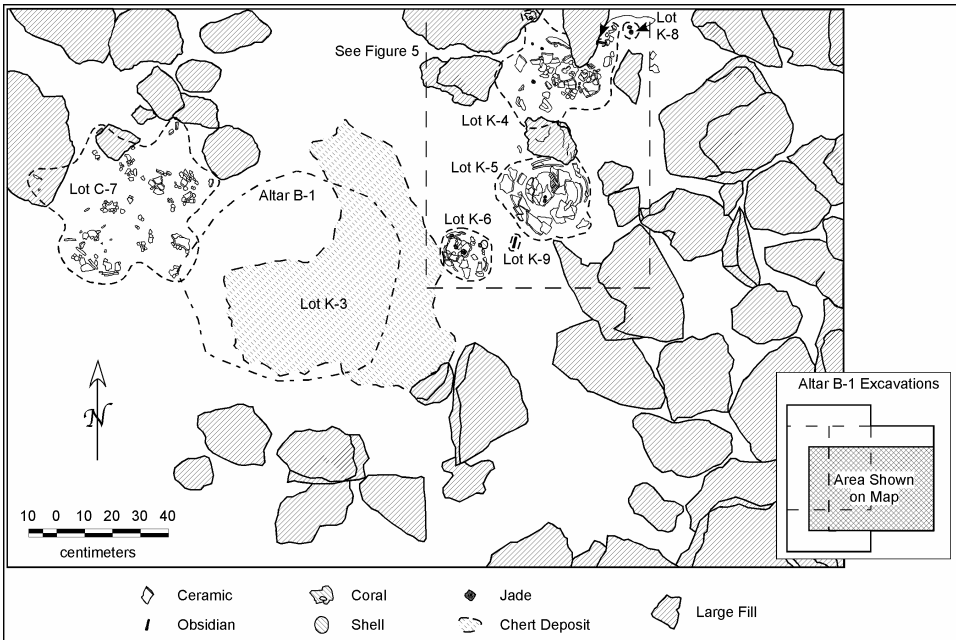 Lot
K-8
See Figure 5
Lot K-4
Lot K-5
Lot C-7
Altar B-1
Lot K-6
Lot K-9
Lot K-3
N
Altar B-1 Excavations
Area Shown
on Map
10 0 10 20 30 40
centimeters
Ceramic
Coral
Jade
Large Fill
Obsidian
Shell
Chert Deposit